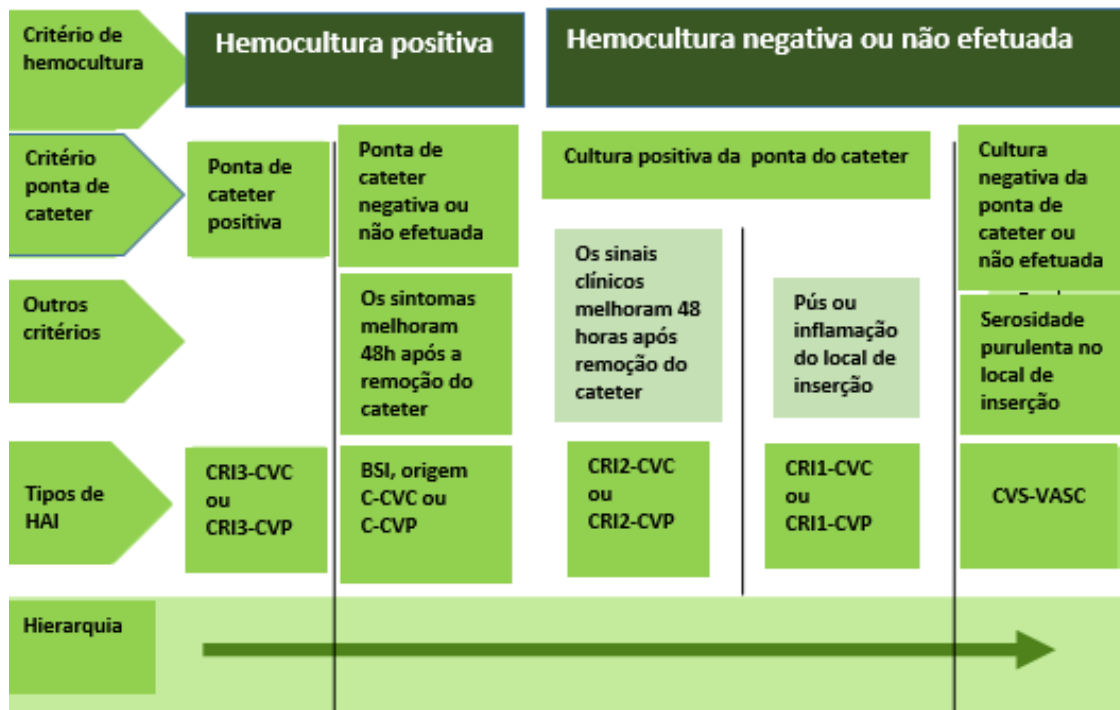 Critério de
hemocultura
Hemocultura positiva
Hemocultura negativa ou não efetuada
Critério
ponta de
cateter
Ponta de
cateter
positiva
Ponta de
cateter
negativa ou
não efetuada
Cultura positiva da ponta do cateter
Cultura
negativa da
ponta de
cateter ou
não efetuada
Outros
critérios
Os sintomas
melhoram
48h após a
remoção do
cateter
Os sinais
clínicos
melhoram 48
horas após
remoção do
cateter
Pús ou
inflamação
do local de
inserção
Serosidade
purulenta no
local de
inserção
Tipos de
HAI
CRI3-CVC
ou
CRI3-CVP
BSI, origem
C-CVC ou
C-CVP
CRI2-CVC
ou
CRI2-CVP
CRI1-CVC
ou
CRI1-CVP
CVS-VASC
Hierarquia